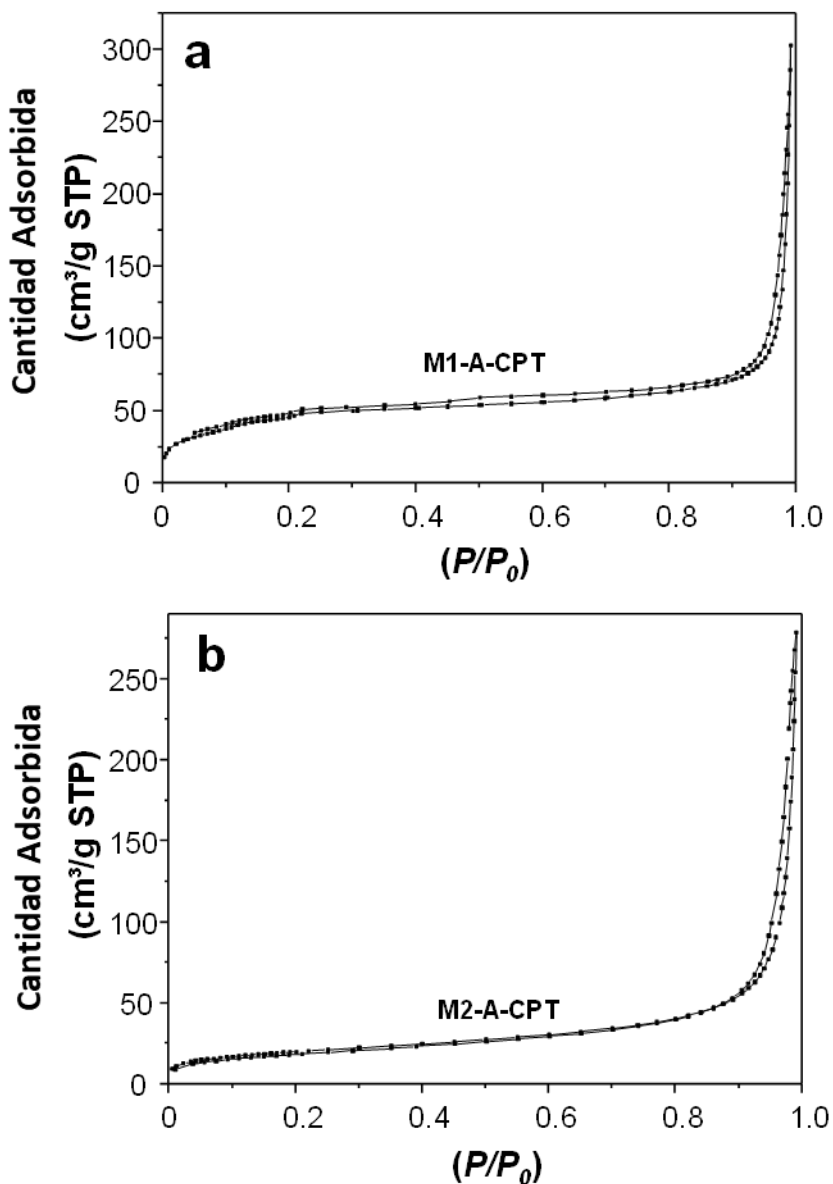 a
Cantidad Adsorbida
(cm³/g STP)
300
250
200
150
100
50
0
M1-A-CPT
0 0.2 0.4 0.6 0.8 1.0
(P/P₀)
b
Cantidad Adsorbida
(cm³/g STP)
250
200
150
100
50
0
M2-A-CPT
0 0.2 0.4 0.6 0.8 1.0
(P/P₀)